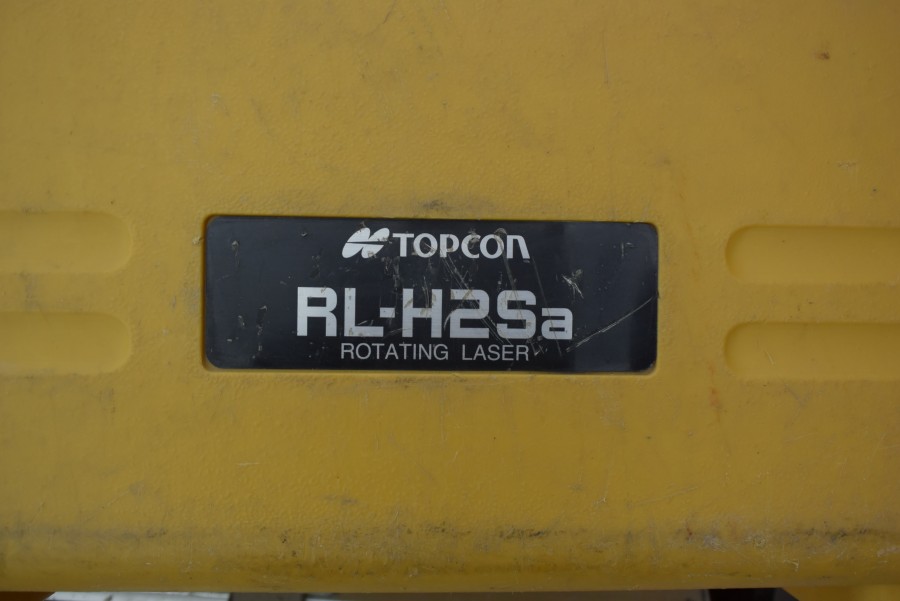 TOPCON
RL-H2Sa
ROTATING LASER